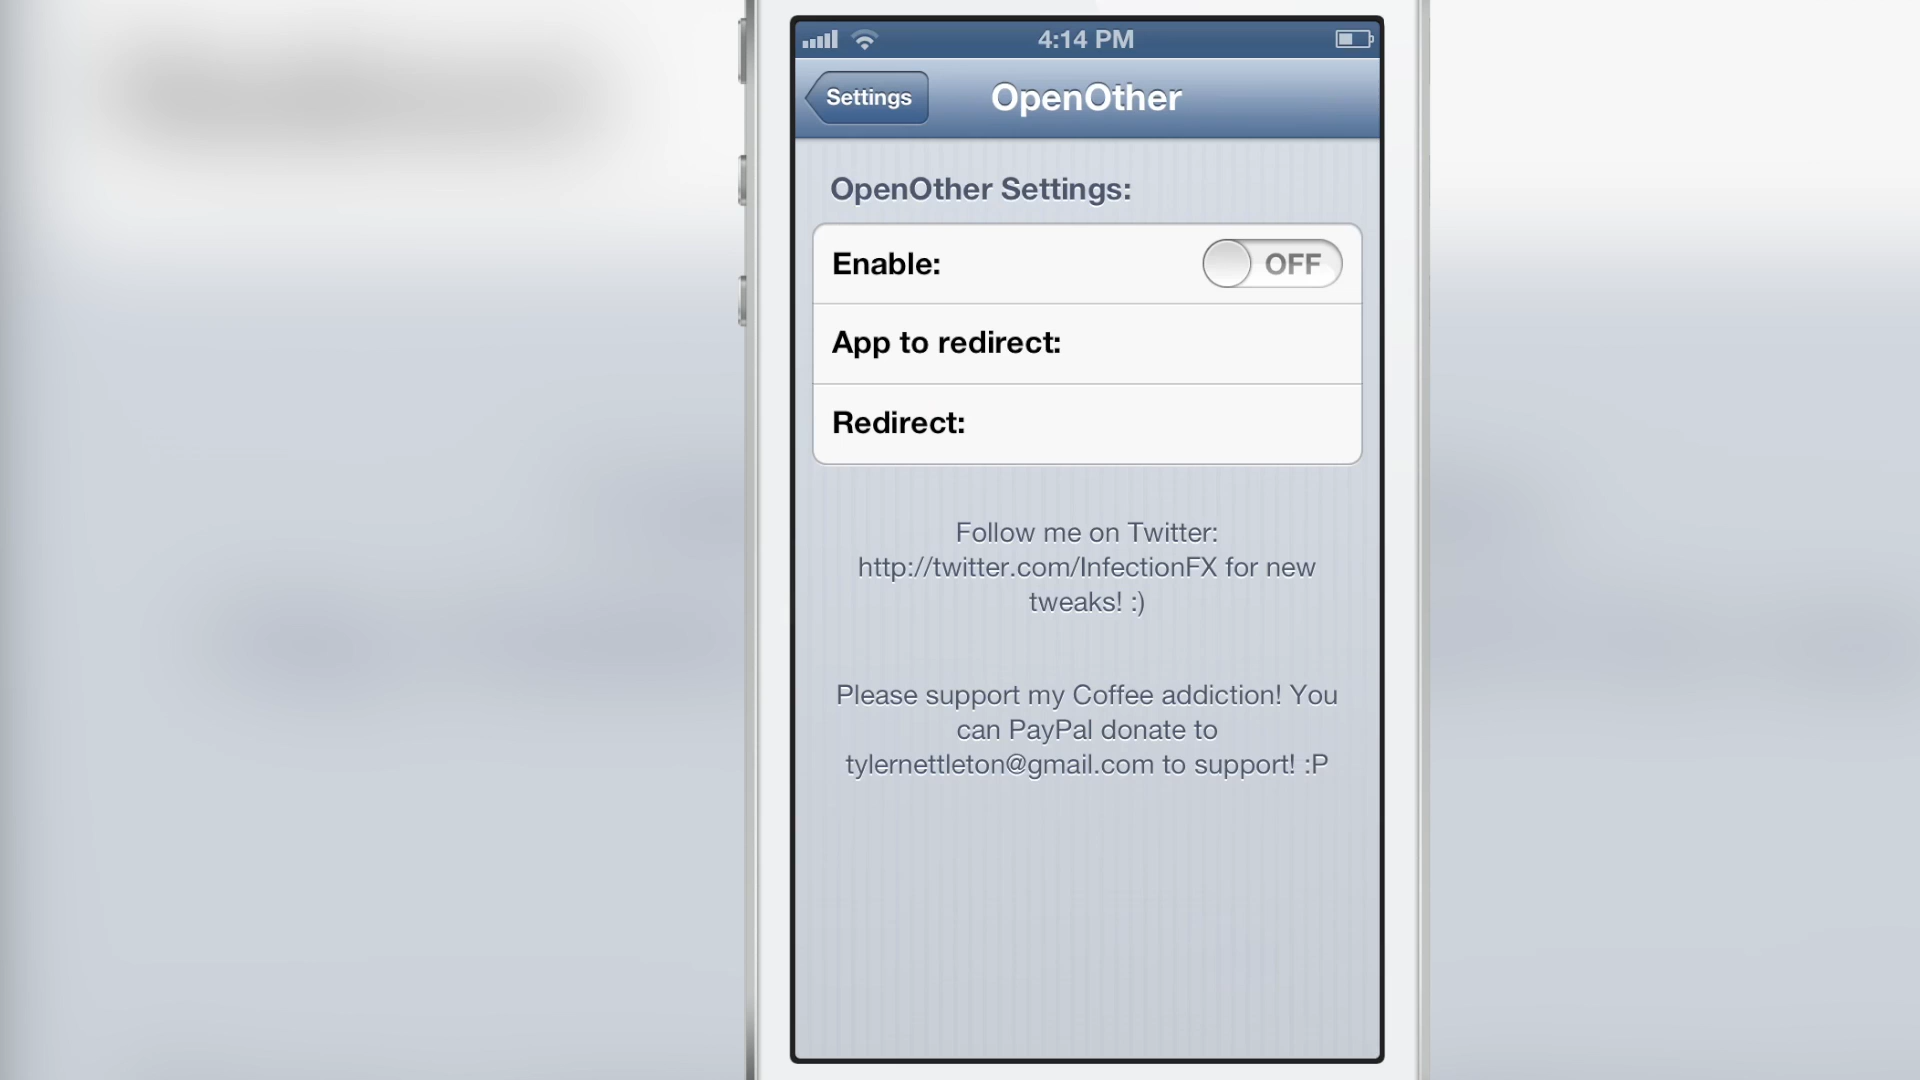 4:14 PM
Settings
OpenOther
OpenOther Settings:
Enable:
OFF
App to redirect:
Redirect:
Follow me on Twitter:
http://twitter.com/InfectionFX for new
tweaks! :)
Please support my Coffee addiction! You
can PayPal donate to
tylernettleton@gmail.com to support! :P